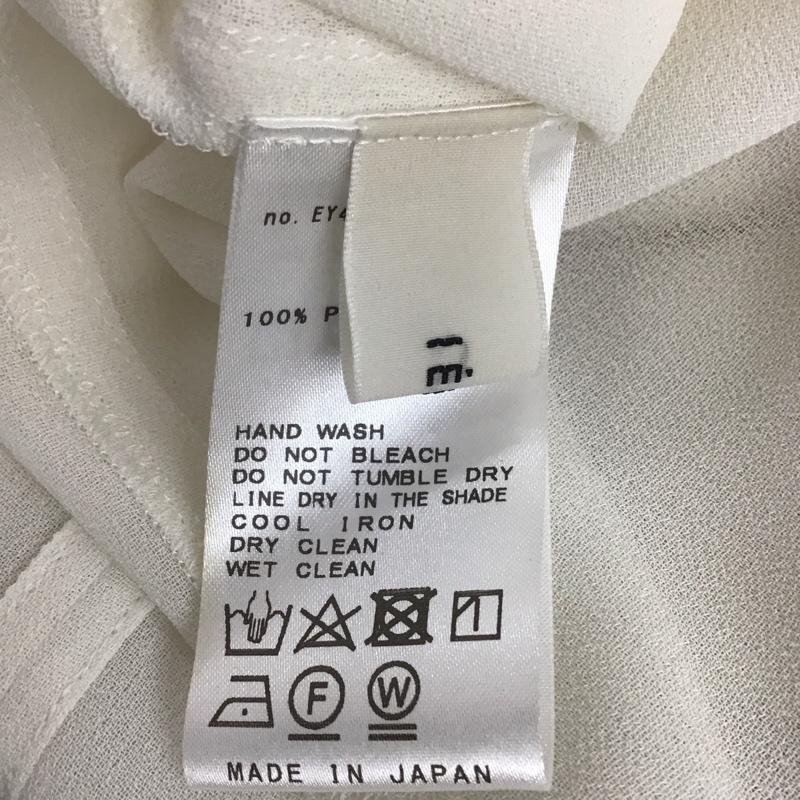 no. EY4
100% P
HAND WASH
DO NOT BLEACH
DO NOT TUMBLE DRY
LINE DRY IN THE SHADE
COOL IRON
DRY CLEAN
WET CLEAN
F W
MADE IN JAPAN